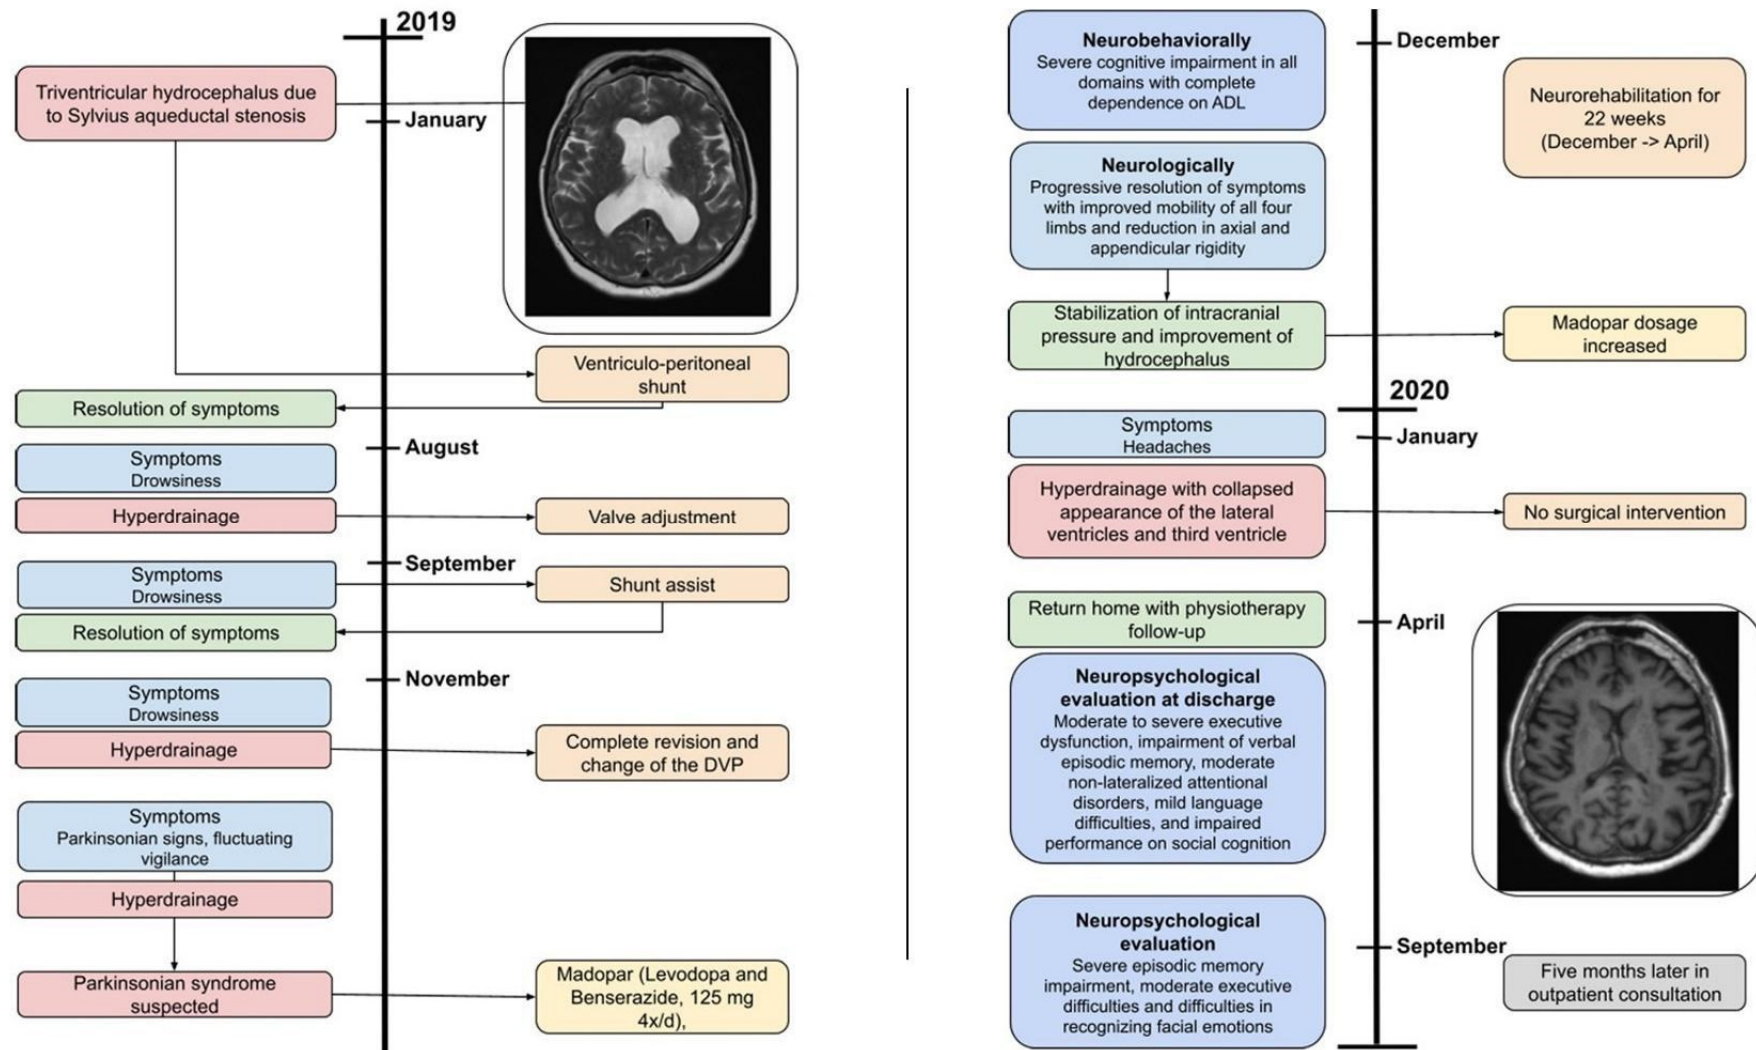 2019
Triventricular hydrocephalus due
to Sylvius aqueductal stenosis
January
Ventriculo-peritoneal
shunt
Resolution of symptoms
August
Symptoms
Drowsiness
Hyperdrainage
Valve adjustment
September
Symptoms
Drowsiness
Shunt assist
Resolution of symptoms
November
Symptoms
Drowsiness
Hyperdrainage
Complete revision and
change of the DVP
Symptoms
Parkinsonian signs, fluctuating
vigilance
Hyperdrainage
Parkinsonian syndrome
suspected
Madopar (Levodopa and
Benserazide, 125 mg
4x/d),
December
Neurobehaviorally
Severe cognitive impairment in all
domains with complete
dependence on ADL
Neurorehabilitation for
22 weeks
(December -> April)
Neurologically
Progressive resolution of symptoms
with improved mobility of all four
limbs and reduction in axial and
appendicular rigidity
Stabilization of intracranial
pressure and improvement of
hydrocephalus
Madopar dosage
increased
2020
January
Symptoms
Headaches
Hyperdrainage with collapsed
appearance of the lateral
ventricles and third ventricle
No surgical intervention
April
Return home with physiotherapy
follow-up
Neuropsychological
evaluation at discharge
Moderate to severe executive
dysfunction, impairment of verbal
episodic memory, moderate
non-lateralized attentional
disorders, mild language
difficulties, and impaired
performance on social cognition
September
Neuropsychological
evaluation
Severe episodic memory
impairment, moderate executive
difficulties and difficulties in
recognizing facial emotions
Five months later in
outpatient consultation